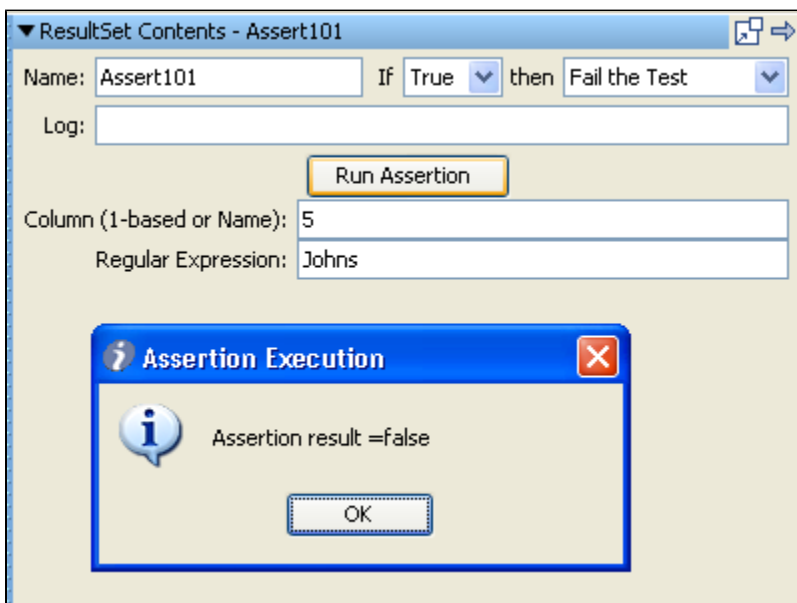 ResultSet Contents - Assert101
Name: Assert101 If True then Fail the Test
Log:
Run Assertion
Column (1-based or Name): 5
Regular Expression: Johns
Assertion Execution
Assertion result =false
OK